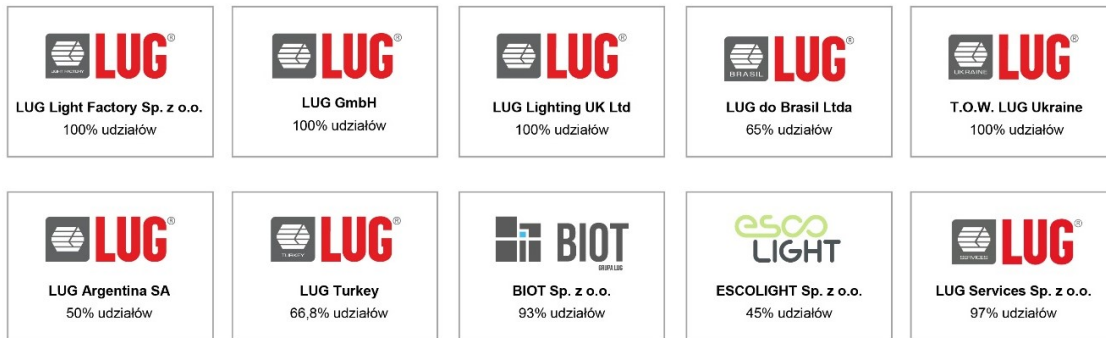 LIGHT FACTORY LUG®
LUG Light Factory Sp. z o.o.
100% udziałów
LUG®
LUG GmbH
100% udziałów
LUG®
LUG Lighting UK Ltd
100% udziałów
BRASIL LUG®
LUG do Brasil Ltda
65% udziałów
UKRAINE LUG®
T.O.W. LUG Ukraine
100% udziałów
LUG®
LUG Argentina SA
50% udziałów
TURKEY LUG®
LUG Turkey
66,8% udziałów
BIOT
GRUPA LUG
BIOT Sp. z o.o.
93% udziałów
esco
LIGHT
ESCOLIGHT Sp. z o.o.
45% udziałów
SERVICES LUG®
LUG Services Sp. z o.o.
97% udziałów